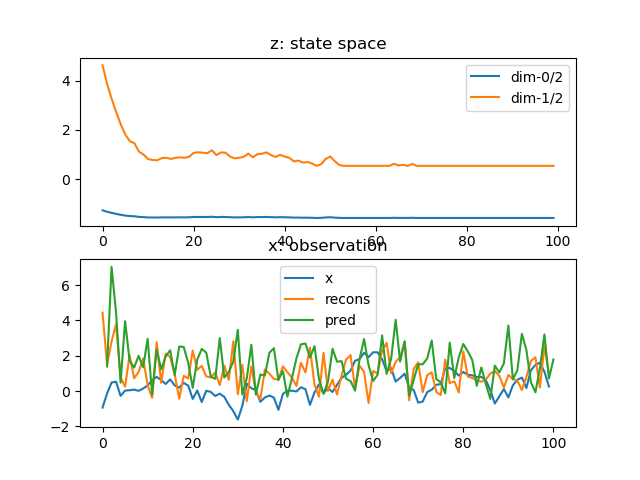 z: state space
4
2
0
dim-0/2
dim-1/2
0 20 40 60 80 100
x: observation
6
4
2
0
−2
x
recons
pred
0 20 40 60 80 100